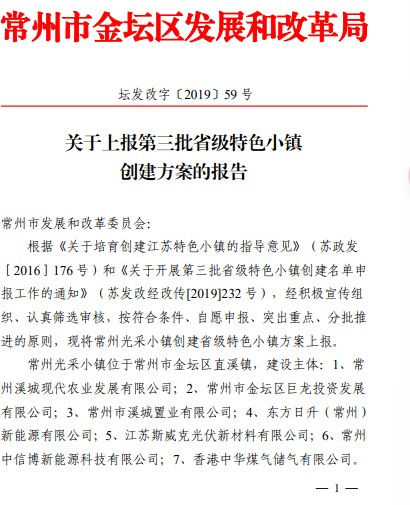 常州市金坛区发展和改革局
坛发改字〔2019〕59 号
关于上报第三批省级特色小镇
创建方案的报告
常州市发展和改革委员会：
根据《关于培育创建江苏特色小镇的指导意见》（苏政发
〔2016〕176 号）和《关于开展第三批省级特色小镇创建名单申
报工作的通知》（苏发改经改传[2019]232 号），经积极宣传组
织、认真筛选审核，按符合条件、自愿申报、突出重点、分批推
进的原则，现将常州光采小镇创建省级特色小镇方案上报。
常州光采小镇位于常州市金坛区直溪镇，建设主体：1、常
州溪城现代农业发展有限公司；2、常州市金坛区巨龙投资发展
有限公司；3、常州市溪城置业有限公司；4、东方日升（常州）
新能源有限公司；5、江苏斯威克光伏新材料有限公司；6、常州
中信博新能源科技有限公司；7、香港中华煤气储气有限公司。
— 1 —